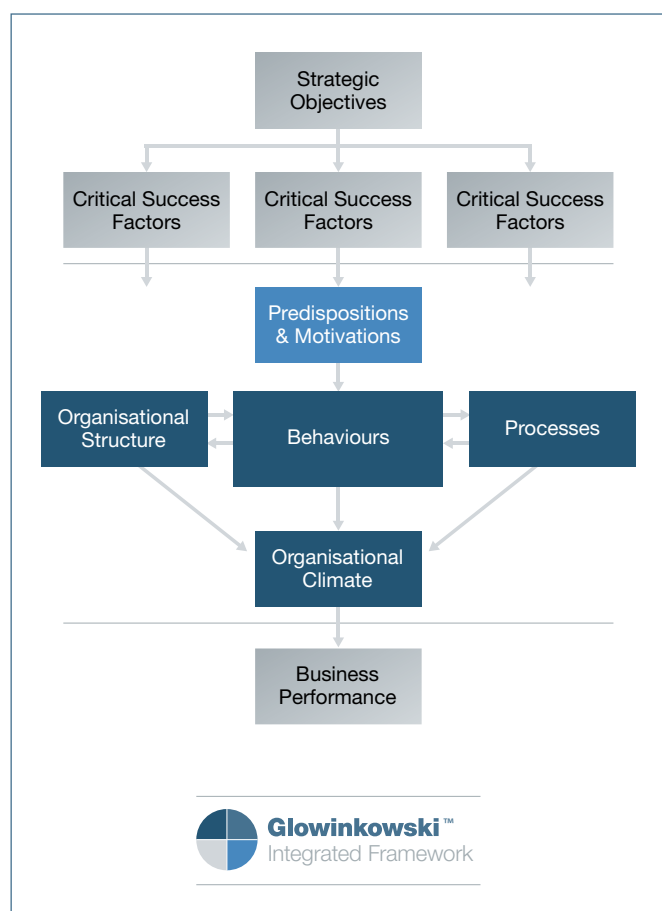 Strategic
Objectives
Critical Success
Factors
Critical Success
Factors
Critical Success
Factors
Predispositions
& Motivations
Organisational
Structure
Behaviours
Processes
Organisational
Climate
Business
Performance
Glowinkowski™
Integrated Framework